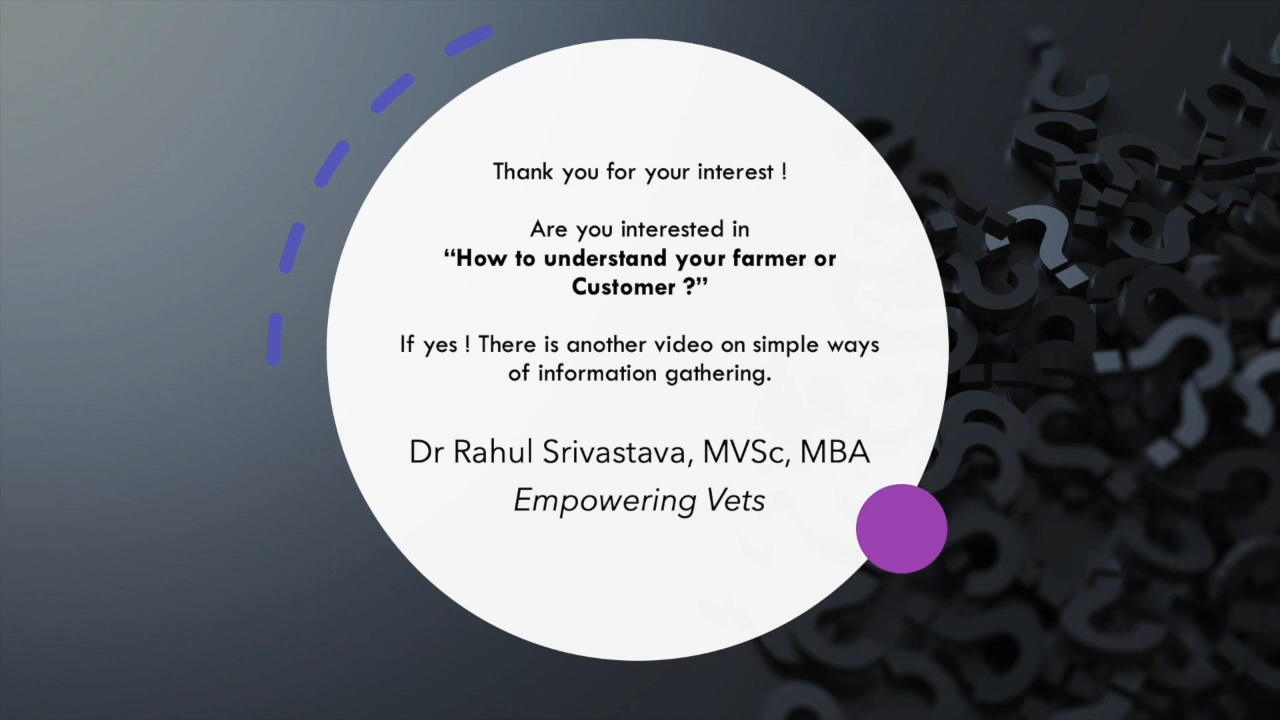 Thank you for your interest !
Are you interested in
“How to understand your farmer or
Customer ?”
If yes ! There is another video on simple ways
of information gathering.
Dr Rahul Srivastava, MVSc, MBA
Empowering Vets